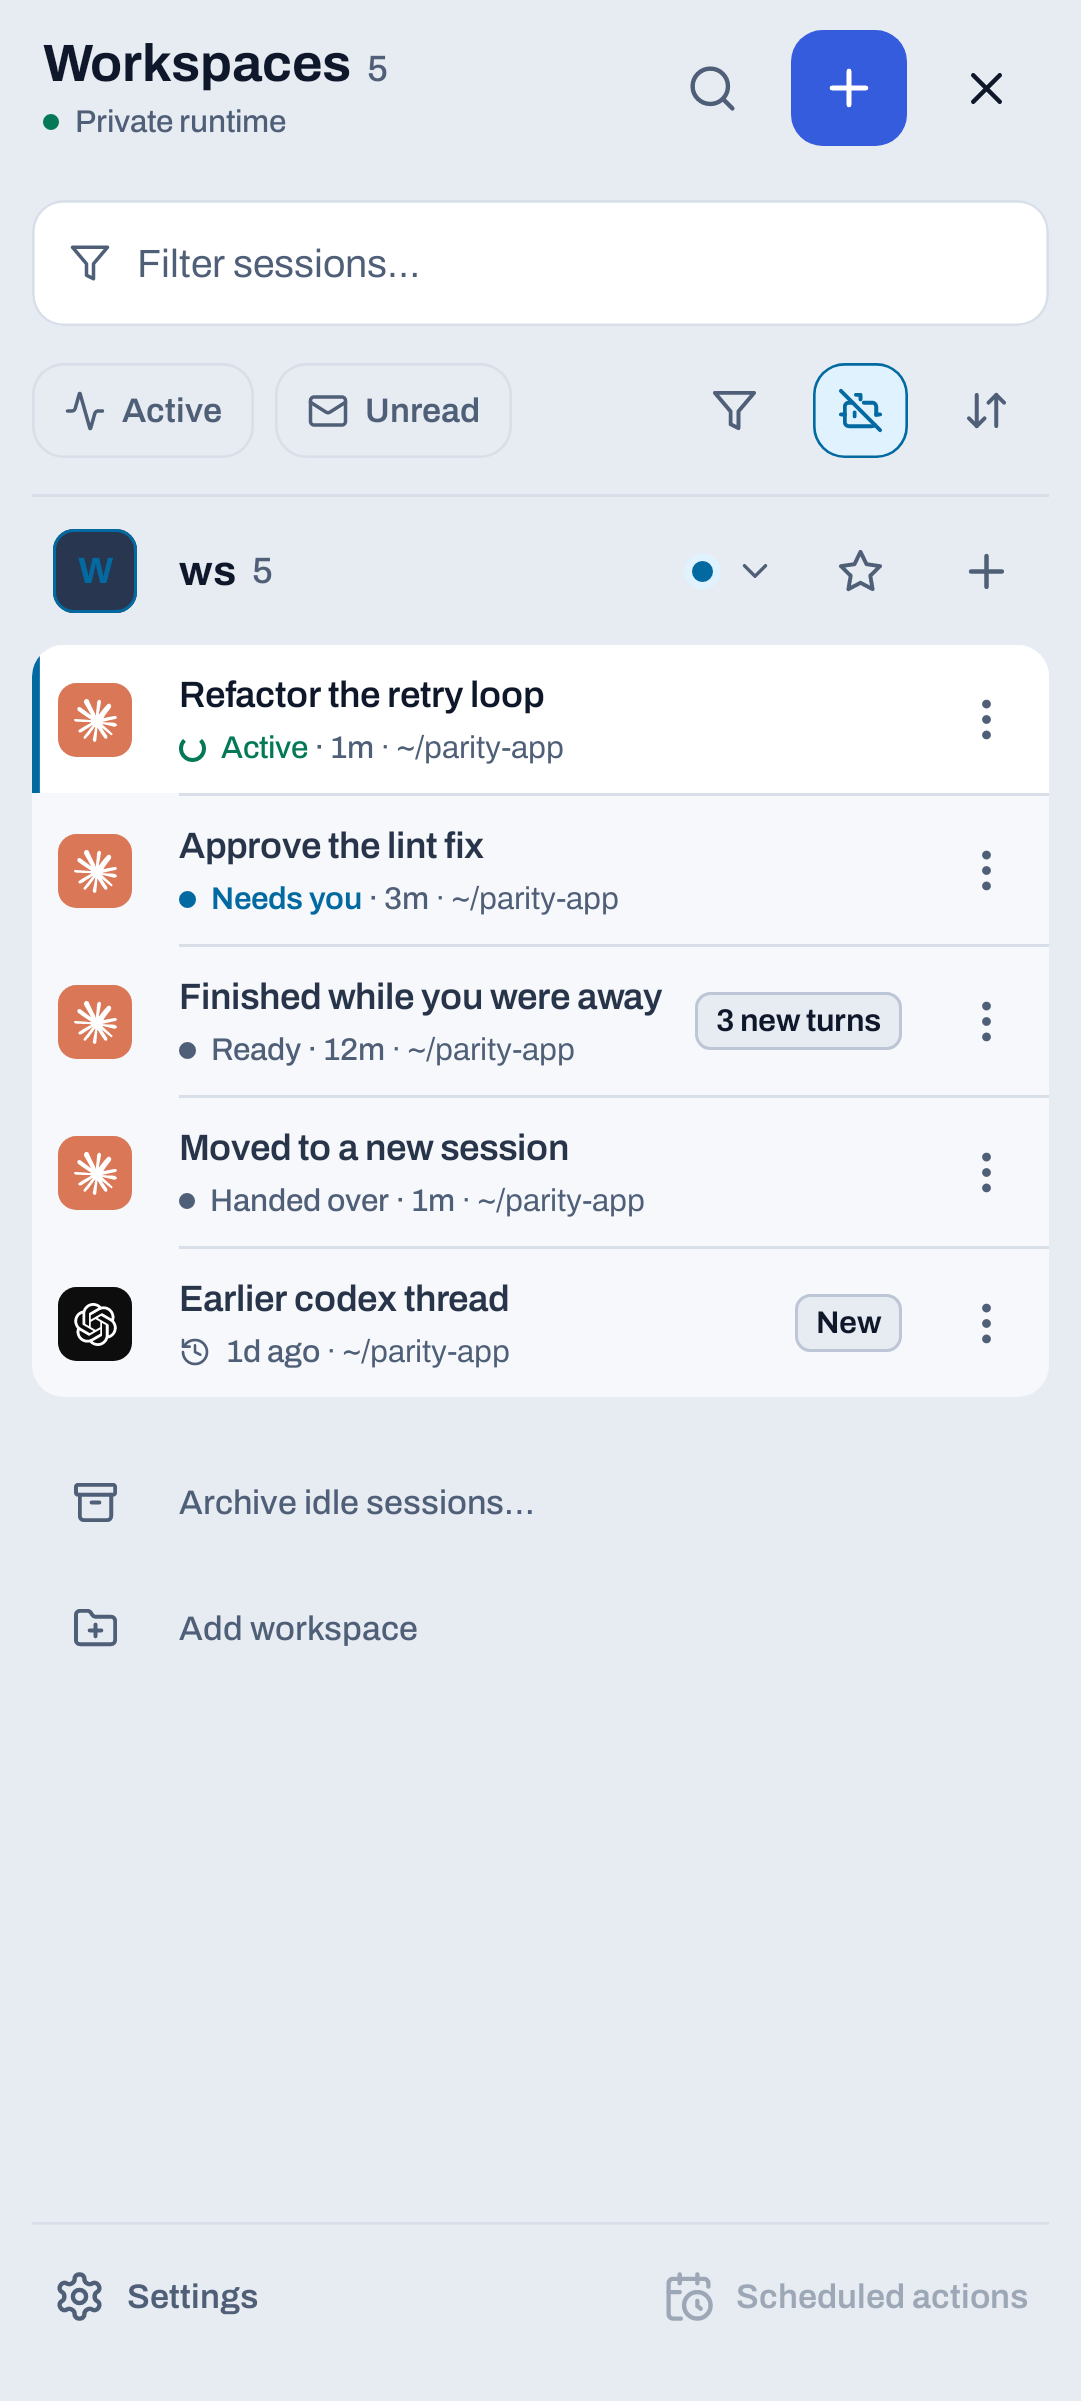 Workspaces 5
Private runtime
Filter sessions...
Active
Unread
W
ws 5
Refactor the retry loop
Active · 1m · ~/parity-app
Approve the lint fix
Needs you · 3m · ~/parity-app
Finished while you were away
3 new turns
Ready · 12m · ~/parity-app
Moved to a new session
Handed over · 1m · ~/parity-app
Earlier codex thread
New
1d ago · ~/parity-app
Archive idle sessions...
Add workspace
Settings
Scheduled actions